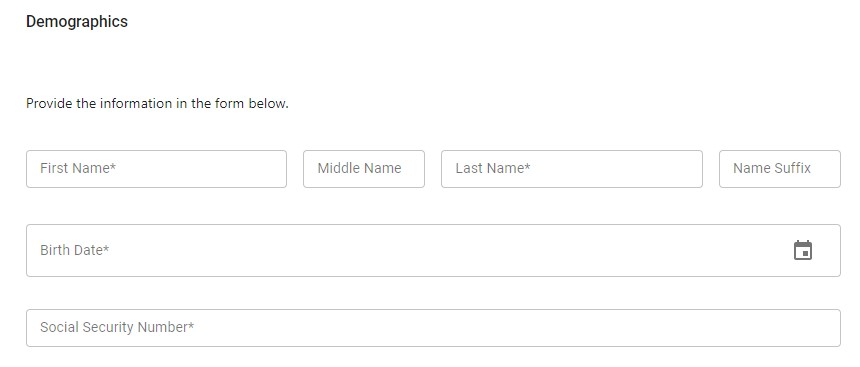 Demographics
Provide the information in the form below.
First Name* Middle Name Last Name* Name Suffix
Birth Date*
Social Security Number*